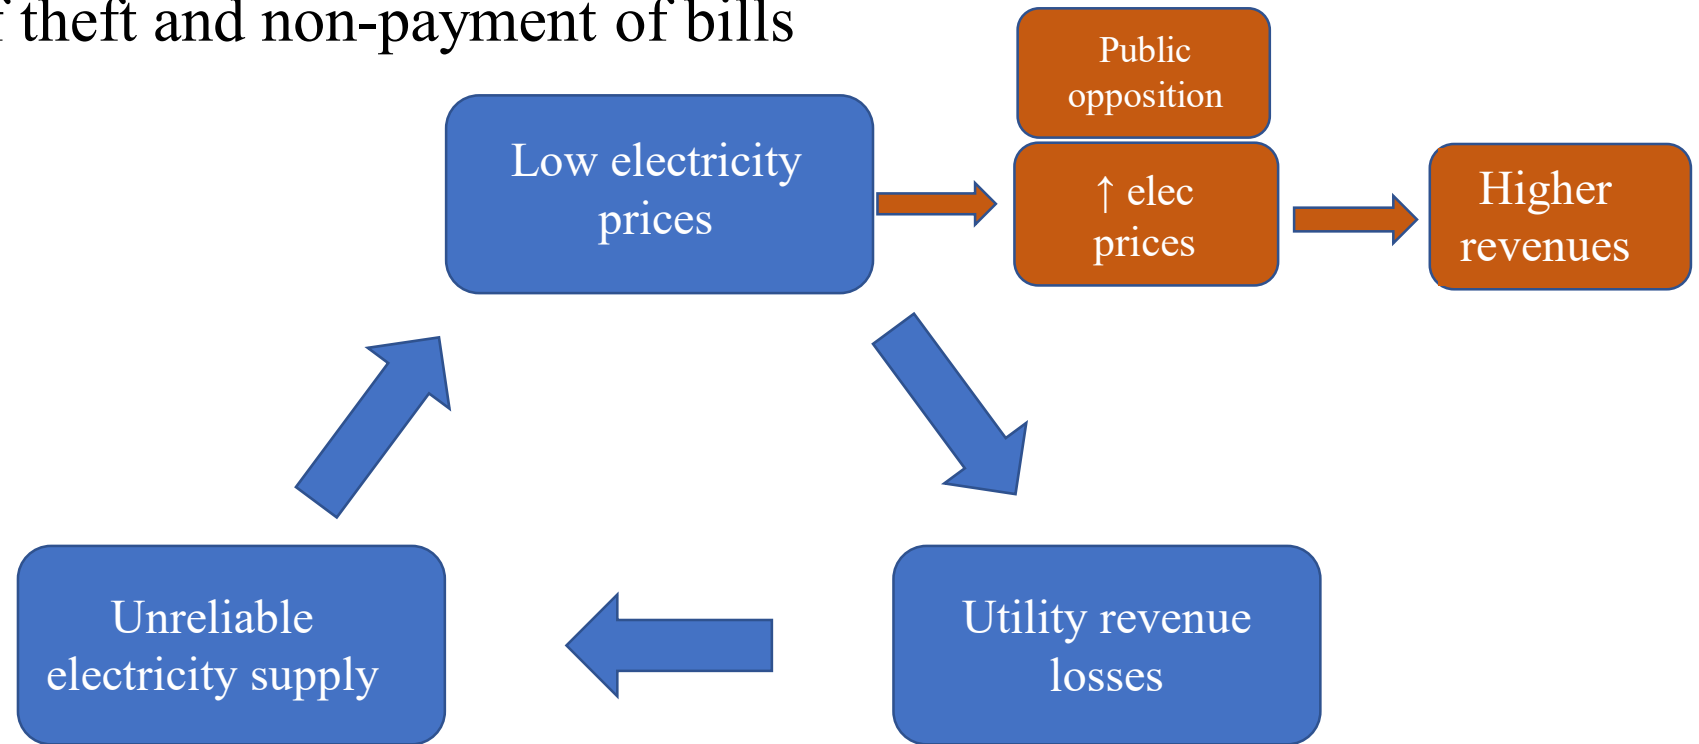 theft and non-payment of bills
Public
opposition
Low electricity
prices
↑ elec
prices
Higher
revenues
Unreliable
electricity supply
Utility revenue
losses